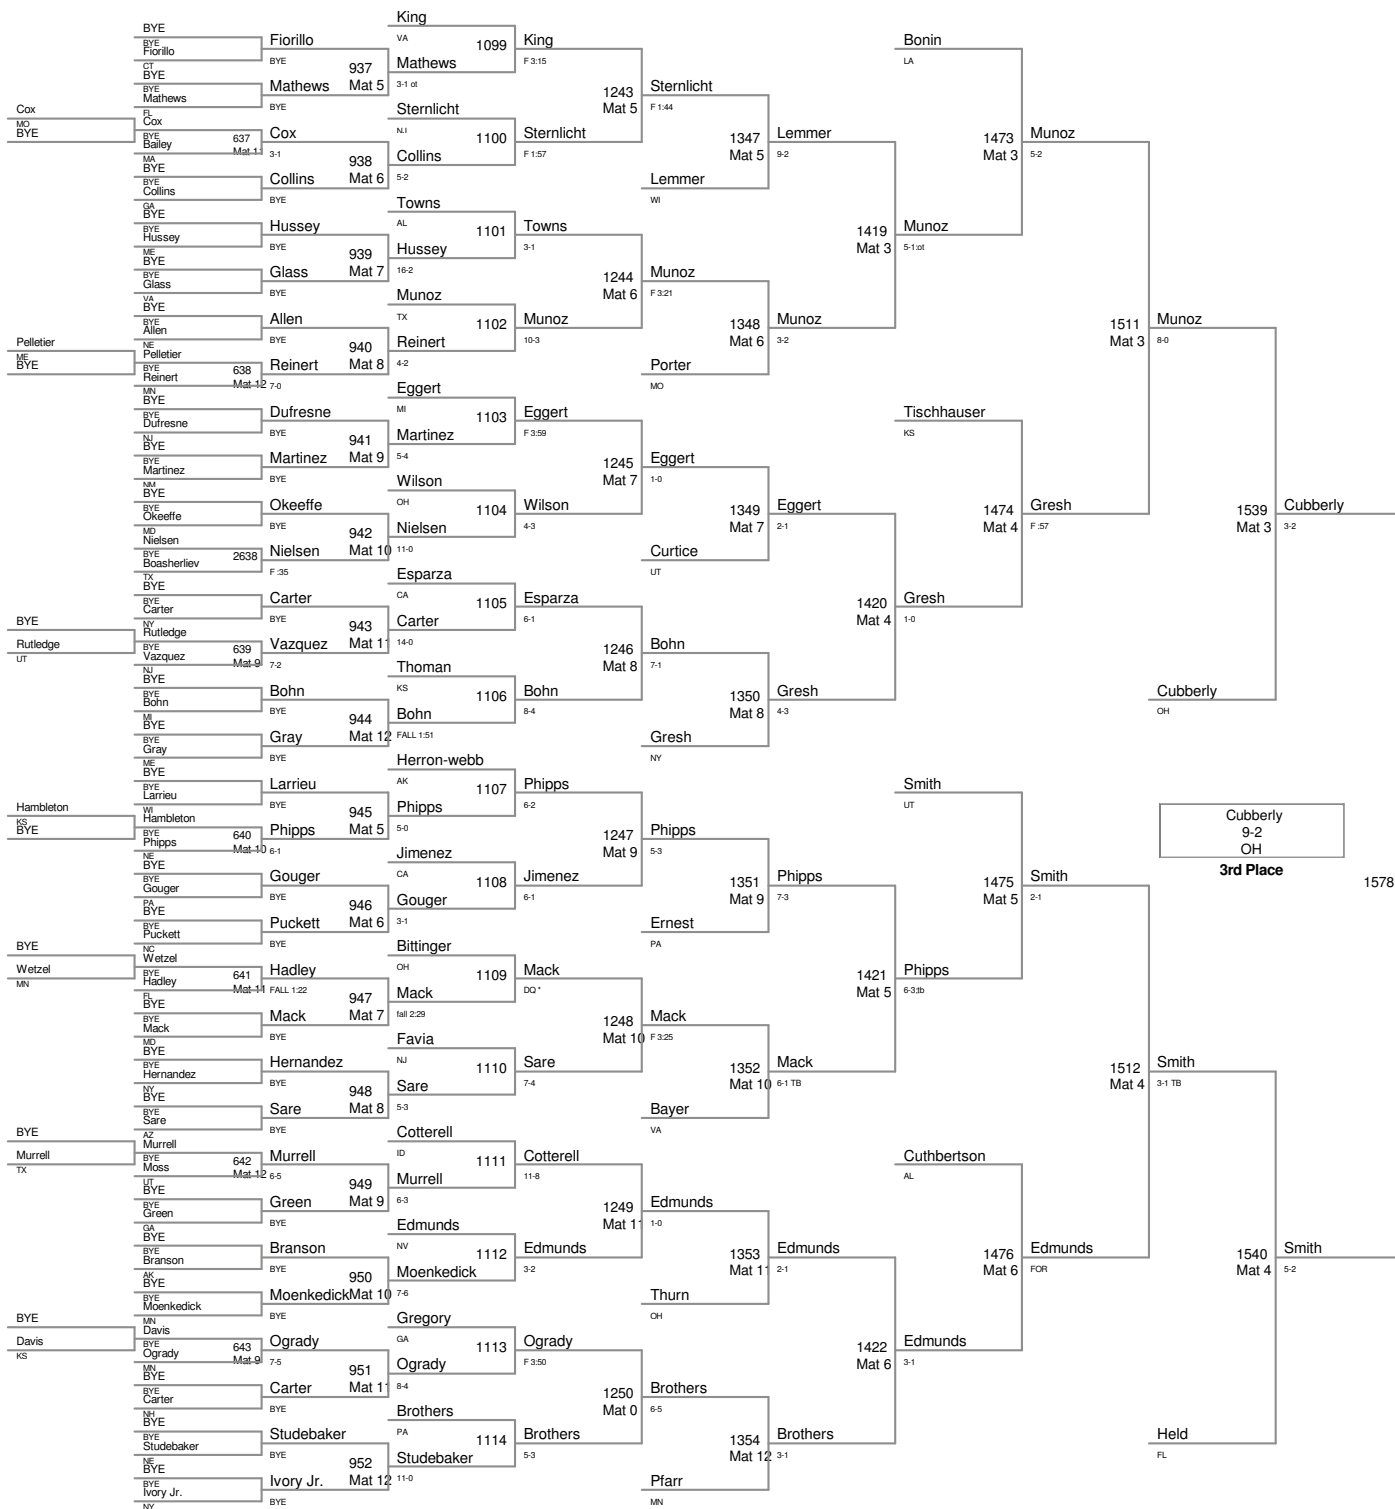 Cox
MO
BYE
Pelletier
ME
BYE
BYE
Rutledge
UT
Hambleton
KS
BYE
BYE
Wetzel
MN
BYE
Murrell
TX
BYE
Davis
KS
BYE
BYE
Fiorillo
CT
BYE
BYE
Mathews
FL
Cox
BYE
Bailey
637
Mat 11
MA
BYE
BYE
Collins
GA
BYE
BYE
Hussey
ME
BYE
BYE
Glass
VA
BYE
BYE
Allen
NE
Pelletier
BYE
Reinert
638
Mat 12
MN
BYE
BYE
Dufresne
NJ
BYE
BYE
Martinez
NM
BYE
BYE
Okeeffe
MD
Nielsen
BYE
Boasherliev
2638
TX
BYE
BYE
Carter
NY
Rutledge
BYE
Vazquez
639
Mat 9
NJ
BYE
BYE
Bohn
MI
BYE
BYE
Gray
ME
BYE
BYE
Larrieu
WI
Hambleton
BYE
Phipps
640
Mat 10
NE
BYE
BYE
Gouger
PA
BYE
BYE
Puckett
NC
Wetzel
BYE
Hadley
641
Mat 11
FL
BYE
BYE
Mack
MD
BYE
BYE
Hernandez
NY
BYE
BYE
Sare
AZ
Murrell
BYE
Moss
642
Mat 12
UT
BYE
BYE
Green
GA
BYE
BYE
Branson
AK
BYE
BYE
Moenkedick
MN
Davis
BYE
Ogrady
643
Mat 9
MN
BYE
BYE
Carter
NH
BYE
BYE
Studebaker
NE
BYE
BYE
Ivory Jr.
NY
Fiorillo
BYE
937
Mat 5
Mathews
BYE
Cox
3-1
938
Mat 6
Collins
BYE
Hussey
BYE
939
Mat 7
Glass
BYE
Allen
BYE
940
Mat 8
Reinert
7-0
Dufresne
BYE
941
Mat 9
Martinez
BYE
Okeeffe
BYE
942
Mat 10
Nielsen
F :35
Carter
BYE
943
Mat 11
Vazquez
7-2
Bohn
BYE
944
Mat 12
Gray
BYE
Larrieu
BYE
945
Mat 5
Phipps
6-1
Gouger
BYE
946
Mat 6
Puckett
BYE
Hadley
FALL 1:22
947
Mat 7
Mack
BYE
Hernandez
BYE
948
Mat 8
Sare
BYE
Murrell
6-5
949
Mat 9
Green
BYE
Branson
BYE
950
Mat 10
Moenkedick
BYE
Ogrady
7-5
951
Mat 11
Carter
BYE
Studebaker
BYE
952
Mat 12
Ivory Jr.
BYE
King
VA
1099
Mathews
3-1 ot
Sternlicht
NJ
1100
Collins
5-2
Towns
AL
1101
Hussey
16-2
Munoz
TX
1102
Reinert
4-2
Eggert
MI
1103
Martinez
5-4
Wilson
OH
1104
Nielsen
11-0
Esparza
CA
1105
Carter
14-0
Thoman
KS
1106
Bohn
FALL 1:51
Herron-webb
AK
1107
Phipps
5-0
Jimenez
CA
1108
Gouger
3-1
Bittinger
OH
1109
Mack
fall 2:29
Favia
NJ
1110
Sare
5-3
Cotterell
ID
1111
Murrell
6-3
Edmunds
NV
1112
Moenkedick
7-6
Gregory
GA
1113
Ogrady
8-4
Brothers
PA
1114
Studebaker
11-0
King
F 3:15
1243
Mat 5
Sternlicht
F 1:57
Towns
3-1
1244
Mat 6
Munoz
10-3
Eggert
F 3:59
1245
Mat 7
Wilson
4-3
Esparza
6-1
1246
Mat 8
Bohn
8-4
Phipps
6-2
1247
Mat 9
Jimenez
6-1
Mack
DQ *
1248
Mat 10
Sare
7-4
Cotterell
11-8
1249
Mat 11
Edmunds
3-2
Ogrady
F 3:50
1250
Mat 0
Brothers
5-3
Sternlicht
F 1:44
1347
Mat 5
Lemmer
WI
Munoz
F 3:21
1348
Mat 6
Porter
MO
Eggert
1-0
1349
Mat 7
Curtice
UT
Bohn
7-1
1350
Mat 8
Gresh
NY
Phipps
5-3
1351
Mat 9
Ernest
PA
Mack
F 3:25
1352
Mat 10
Bayer
VA
Edmunds
1-0
1353
Mat 11
Thurn
OH
Brothers
6-5
1354
Mat 12
Pfarr
MN
Lemmer
9-2
1419
Mat 3
Munoz
3-2
Eggert
2-1
1420
Mat 4
Gresh
4-3
Phipps
7-3
1421
Mat 5
Mack
6-1 TB
Edmunds
2-1
1422
Mat 6
Brothers
3-1
Bonin
LA
1473
Mat 3
Munoz
5-1:ot
Tischhauser
KS
1474
Mat 4
Gresh
1-0
Smith
UT
1475
Mat 5
Phipps
6-3:tb
Cuthbertson
AL
1476
Mat 6
Edmunds
3-1
Munoz
5-2
1511
Mat 3
Gresh
F :57
Smith
2-1
1512
Mat 4
Edmunds
FOR
Munoz
8-0
1539
Mat 3
Cubberly
OH
Cubberly
9-2
OH
3rd Place
Smith
3-1 TB
1540
Mat 4
Held
FL
Cubberly
3-2
1578
Smith
5-2